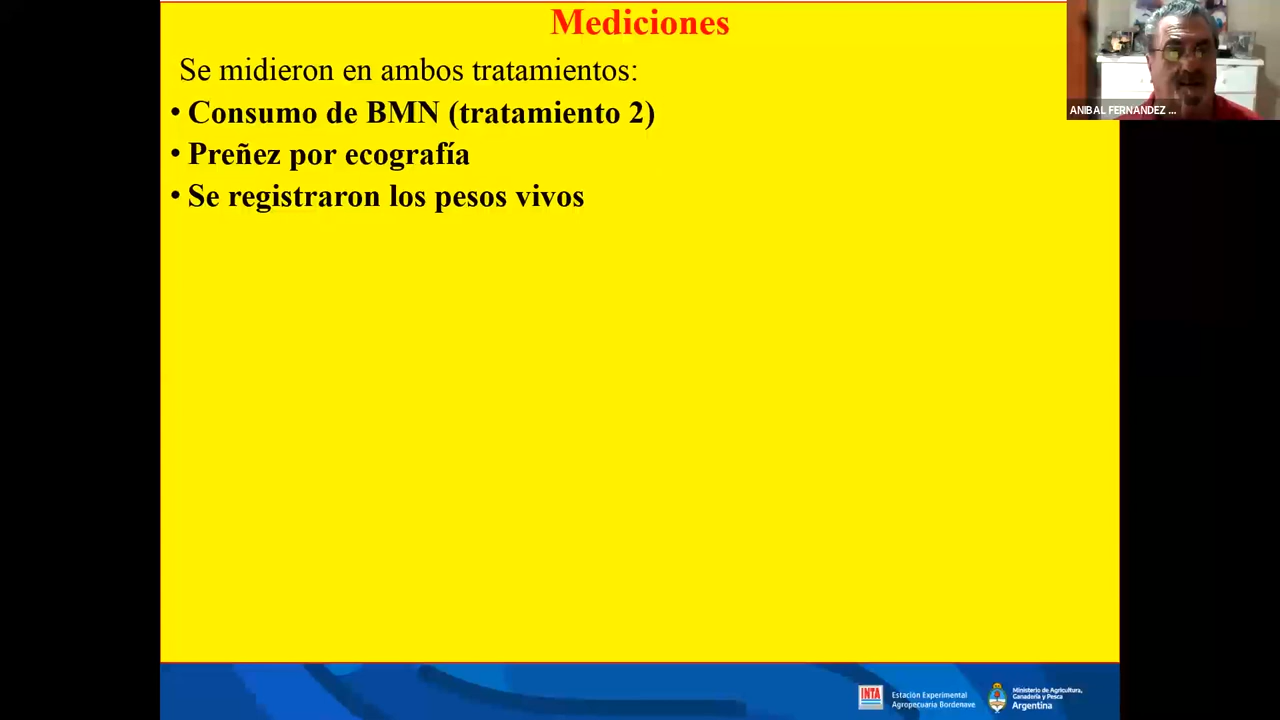 Mediciones
Se midieron en ambos tratamientos:
• Consumo de BMN (tratamiento 2)
• Preñez por ecografía
• Se registraron los pesos vivos
ANIBAL FERNANDEZ ...
INTA
Estación Experimental
Agropecuaria Bordenave
Ministerio de Agricultura,
Ganadería y Pesca
Argentina